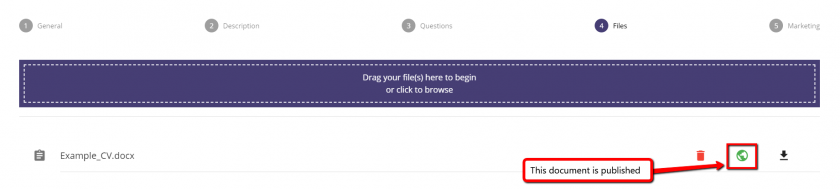 1 General
2 Description
3 Questions
4 Files
5 Marketing
Drag your file(s) here to begin
or click to browse
Example_CV.docx
This document is published